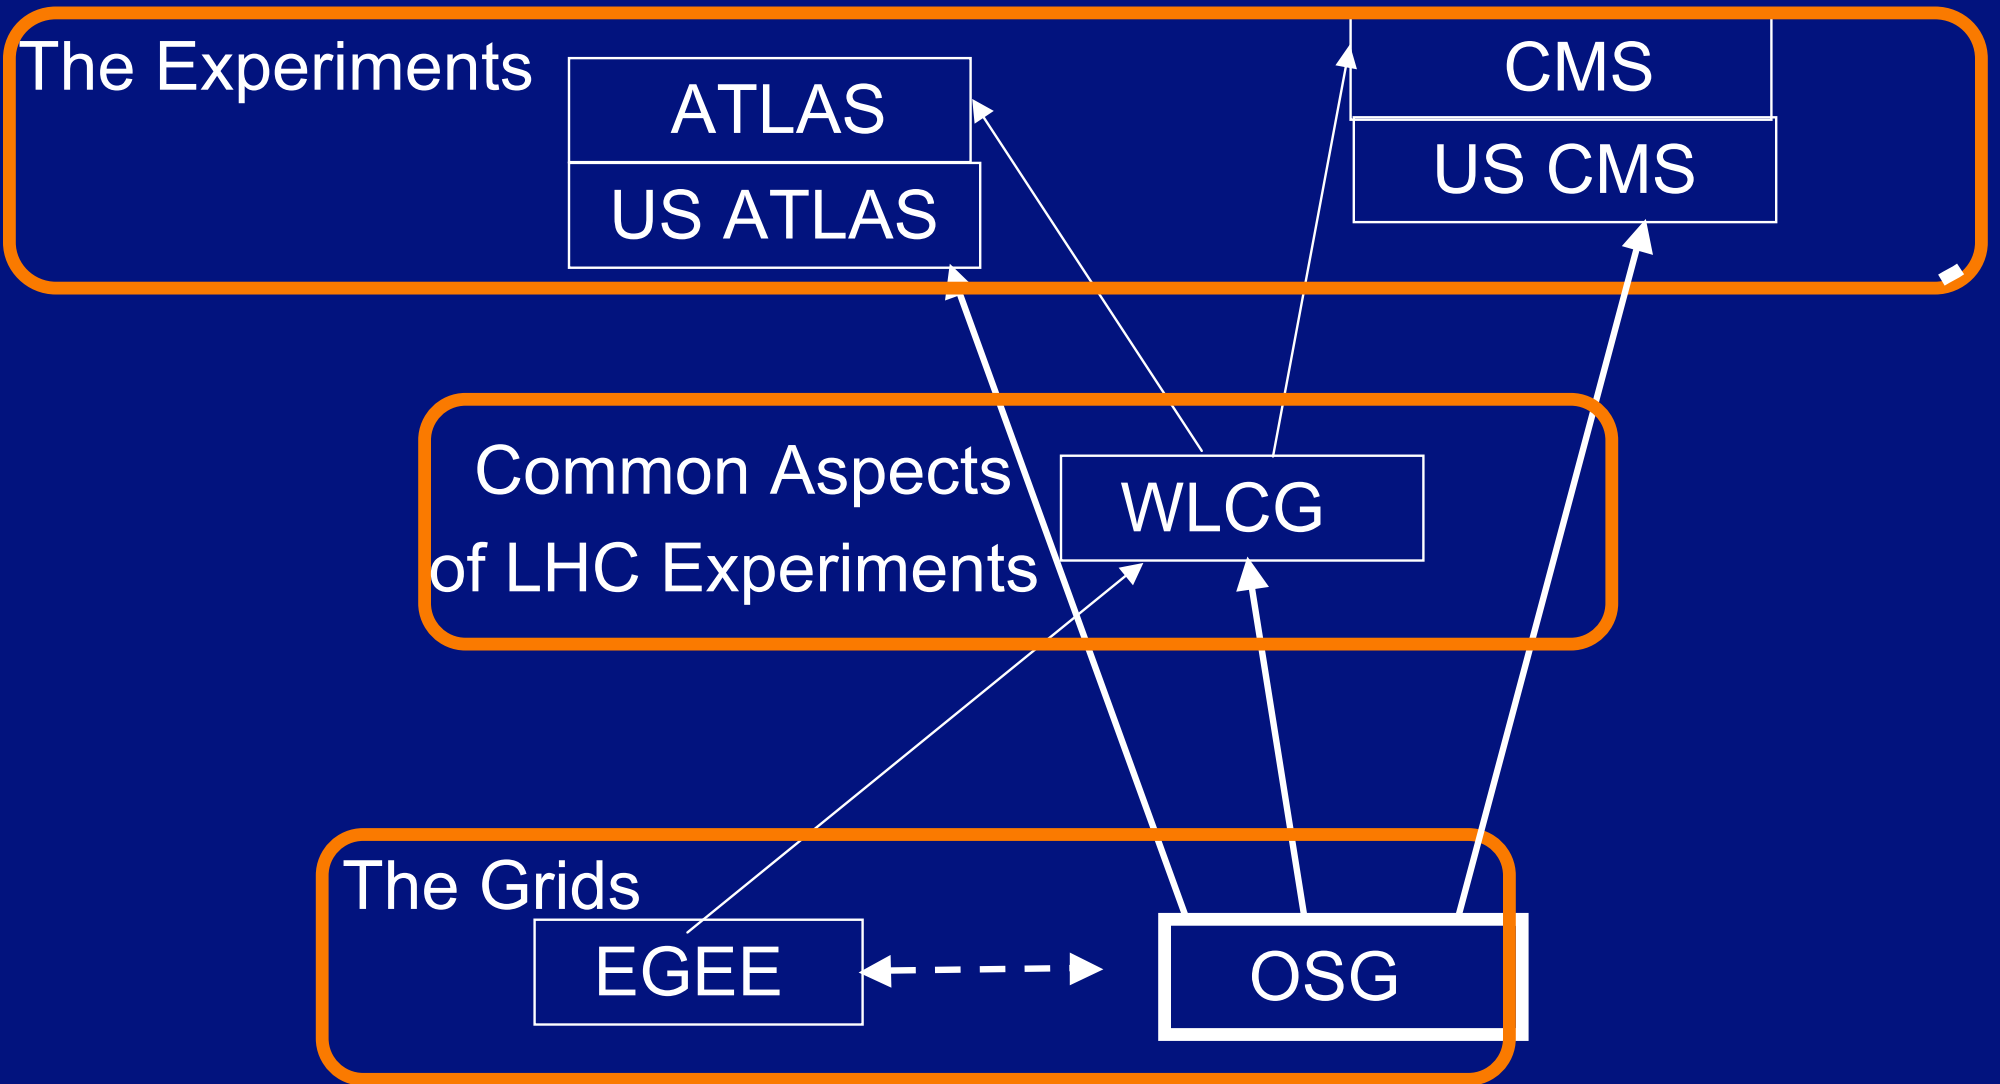 The Experiments
ATLAS
US ATLAS
CMS
US CMS
Common Aspects
of LHC Experiments
WLCG
The Grids
EGEE
OSG